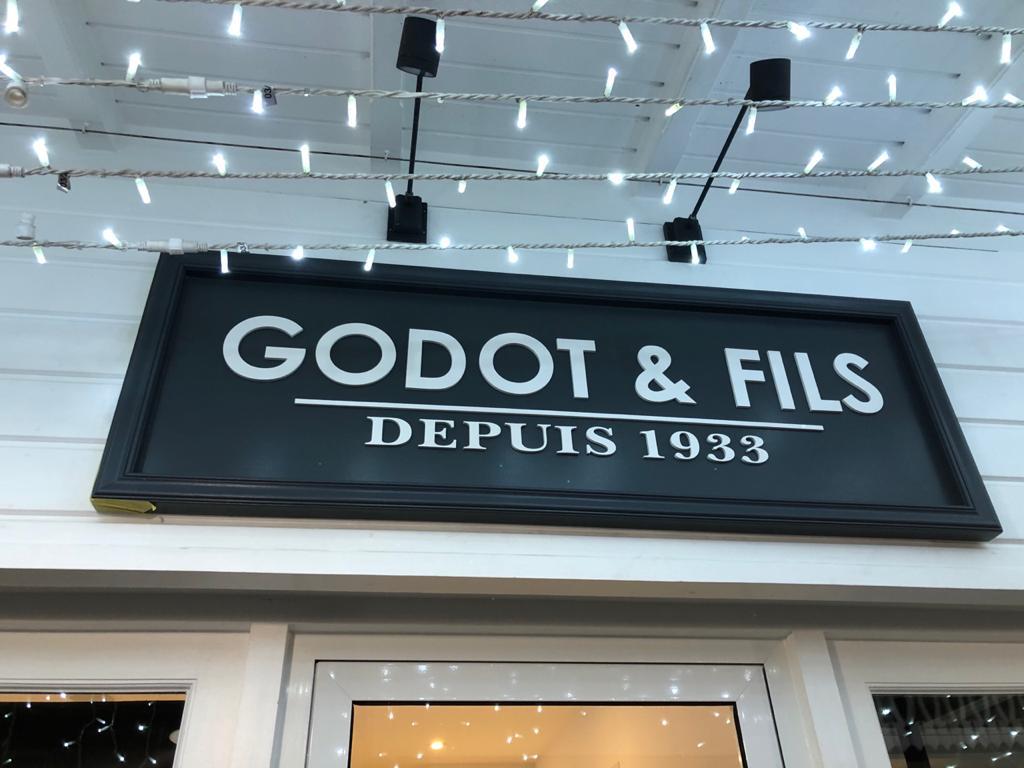 GODOT & FILS
DEPUIS 1933